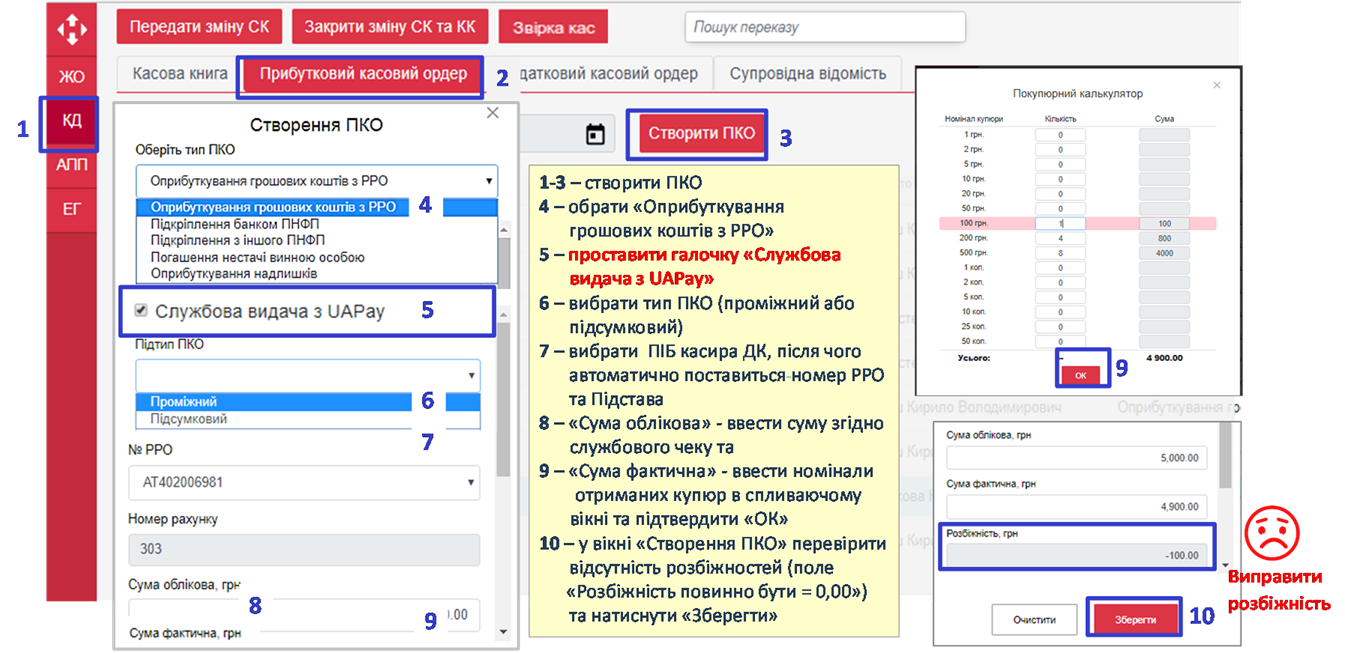 Передати зміну СК
Закрити зміну СК та КК
Звірка кас
Пошук переказу
ЖО
КД
АПП
ЕГ
1
Касова книга
Прибутковий касовий ордер
2
датковий касовий ордер
Супровідна відомість
Створити ПКО
3
Створення ПКО
Оберіть тип ПКО
Оприбуткування грошових коштів з РРО
Оприбуткування грошових коштів з РРО
4
Підкріплення банком ПНФП
Підкріплення з іншого ПНФП
Погашення нестачі винною особою
Оприбуткування надлишків
Службова видача з UAPay
5
Підтип ПКО
Проміжний
6
Підсумковий
7
№ РРО
АТ402006981
Номер рахунку
303
Сума облікова, грн
8
0.00
9
Сума фактична, грн
1-3 – створити ПКО
4 – обрати «Оприбуткування
грошових коштів з РРО»
5 – проставити галочку «Службова
видача з UAPay»
6 – вибрати тип ПКО (проміжний або
підсумковий)
7 – вибрати ПІБ касира ДК, після чого
автоматично поставиться номер РРО
та Підстава
8 – «Сума облікова» - ввести суму згідно
службового чеку та
9 – «Сума фактична» - ввести номінали
отриманих купюр в спливаючому
вікні та підтвердити «ОК»
10 – у вікні «Створення ПКО» перевірити
відсутність розбіжностей (поле
«Розбіжність повинно бути = 0,00»)
та натиснути «Зберегти»
Покупюрний калькулятор
Номінал купюри Кількість Сума
1 грн. 0
2 грн. 0
5 грн. 0
10 грн. 0
20 грн. 0
50 грн. 0
100 грн. 1 100
200 грн. 4 800
500 грн. 8 4000
1 коп. 0
2 коп. 0
5 коп. 0
10 коп. 0
25 коп. 0
50 коп. 0
Усього: – 4 900.00
ОК
9
Кирило Володимирович
Оприбуткування г
Сума облікова, грн
5,000.00
Сума фактична, грн
4,900.00
Розбіжність, грн
-100.00
Виправити
розбіжність
Очистити
Зберегти
10